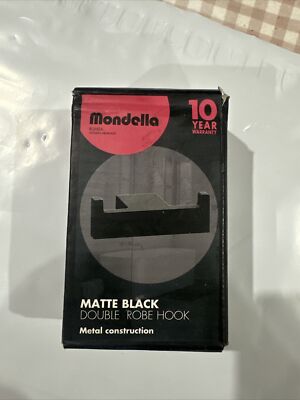 Mondella
10
YEAR
WARRANTY
MATTE BLACK
DOUBLE ROBE HOOK
Metal construction